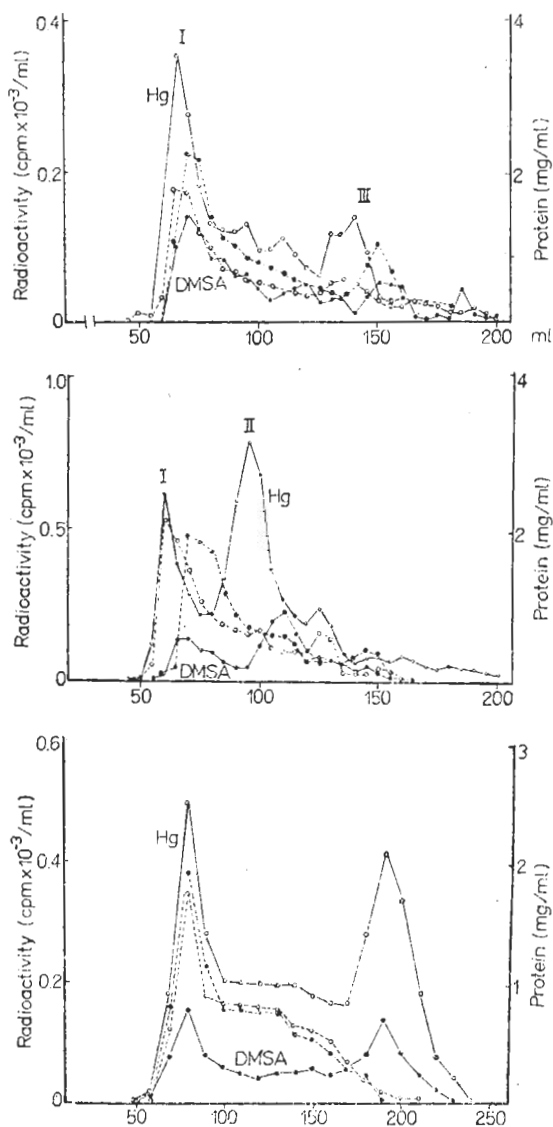 0.4
I
4
Hg
III
0.2
2
DMSA
0
50
100
150
200
ml
Radioactivity (cpm×10⁻³/ml)
Protein (mg/ml)
1.0
4
I
II
Hg
0.5
2
DMSA
0
50
100
150
200
Radioactivity (cpm×10⁻³/ml)
Protein (mg/ml)
0.6
3
Hg
0.4
2
0.2
1
DMSA
0
50
100
150
200
250
Radioactivity (cpm×10⁻³/ml)
Protein (mg/ml)